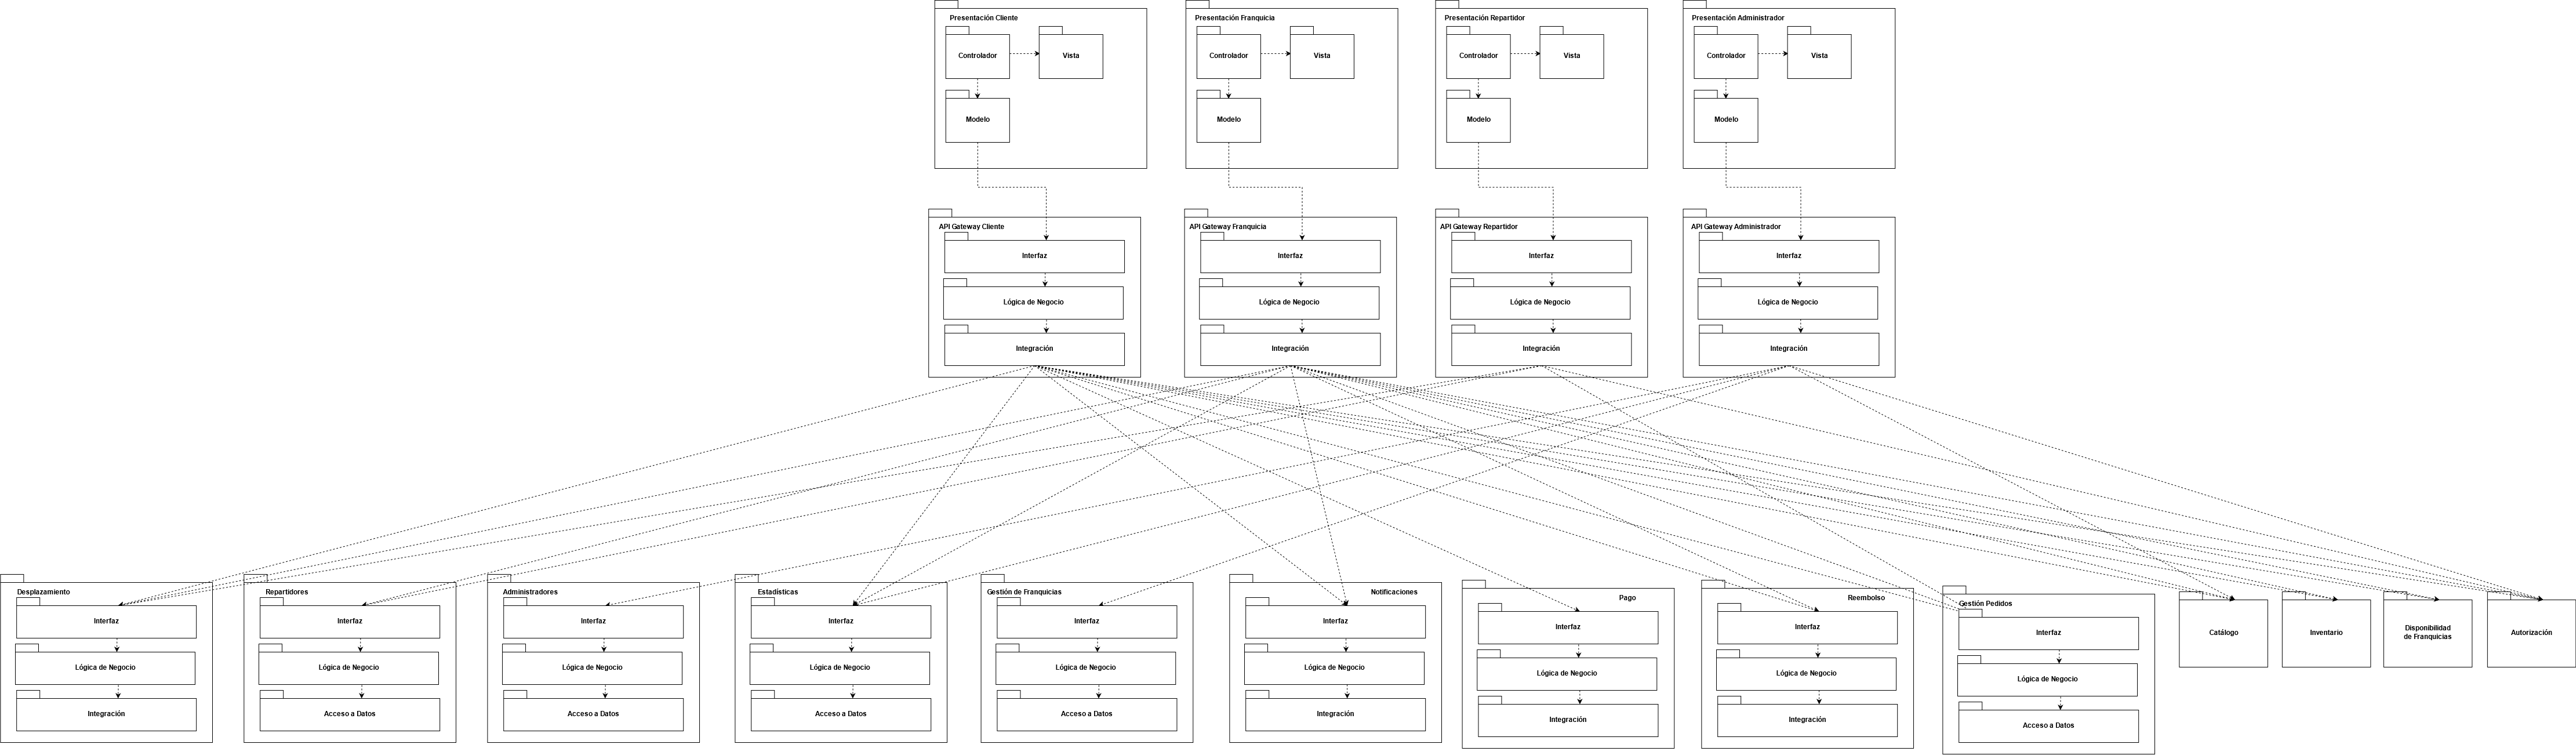 Presentación Cliente
Controlador
Vista
Modelo
Presentación Franquicia
Controlador
Vista
Modelo
Presentación Repartidor
Controlador
Vista
Modelo
Presentación Administrador
Controlador
Vista
Modelo
API Gateway Cliente
Interfaz
Lógica de Negocio
Integración
API Gateway Franquicia
Interfaz
Lógica de Negocio
Integración
API Gateway Repartidor
Interfaz
Lógica de Negocio
Integración
API Gateway Administrador
Interfaz
Lógica de Negocio
Integración
Desplazamiento
Interfaz
Lógica de Negocio
Integración
Repartidores
Interfaz
Lógica de Negocio
Acceso a Datos
Administradores
Interfaz
Lógica de Negocio
Acceso a Datos
Estadísticas
Interfaz
Lógica de Negocio
Acceso a Datos
Gestión de Franquicias
Interfaz
Lógica de Negocio
Acceso a Datos
Notificaciones
Interfaz
Lógica de Negocio
Integración
Pago
Interfaz
Lógica de Negocio
Integración
Reembolso
Interfaz
Lógica de Negocio
Integración
Gestión Pedidos
Interfaz
Lógica de Negocio
Acceso a Datos
Catálogo
Inventario
Disponibilidad
de Franquicias
Autorización